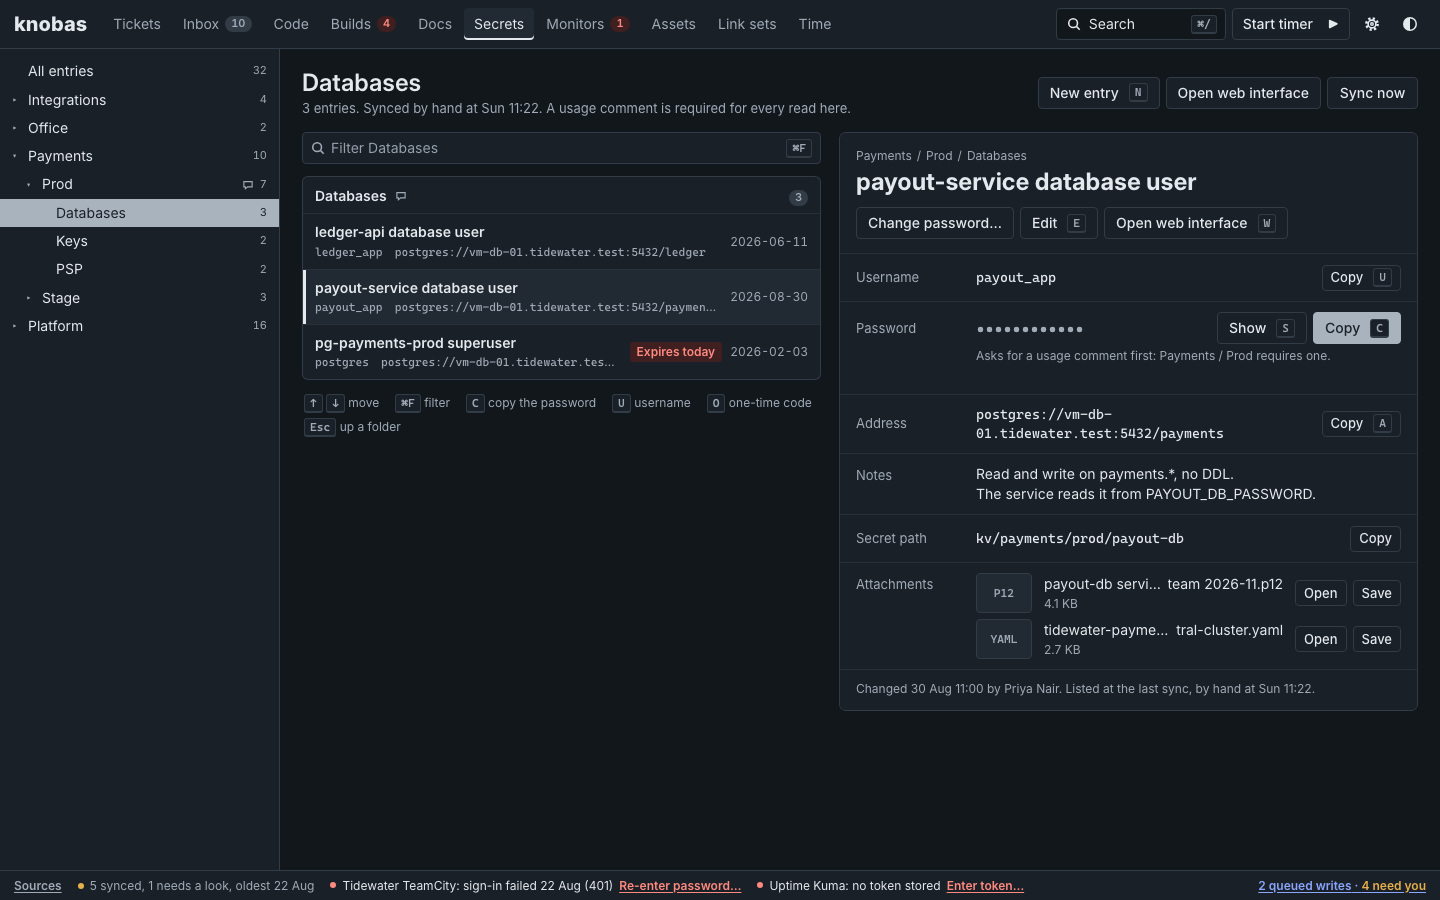 knobas Tickets Inbox 10 Code Builds 4 Docs Secrets Monitors 1 Assets Link sets Time Search ⌘/ Start timer
All entries 32
Integrations 4
Office 2
Payments 10
Prod 7
Databases 3
Keys 2
PSP 2
Stage 3
Platform 16
Databases
3 entries. Synced by hand at Sun 11:22. A usage comment is required for every read here.
New entry N Open web interface Sync now
Filter Databases ⌘F
Databases 3
ledger-api database user
ledger_app postgres://vm-db-01.tidewater.test:5432/ledger
2026-06-11
payout-service database user
payout_app postgres://vm-db-01.tidewater.test:5432/paymen…
2026-08-30
pg-payments-prod superuser
postgres postgres://vm-db-01.tidewater.tes…
Expires today 2026-02-03
↑ ↓ move ⌘F filter C copy the password U username O one-time code
Esc up a folder
Payments / Prod / Databases
payout-service database user
Change password… Edit E Open web interface W
Username payout_app Copy U
Password ●●●●●●●●●●●● Show S Copy C
Asks for a usage comment first: Payments / Prod requires one.
Address postgres://vm-db-
01.tidewater.test:5432/payments
Copy A
Notes Read and write on payments.*, no DDL.
The service reads it from PAYOUT_DB_PASSWORD.
Secret path kv/payments/prod/payout-db Copy
Attachments
P12 payout-db servi… team 2026-11.p12 Open Save
4.1 KB
YAML tidewater-payme… tral-cluster.yaml Open Save
2.7 KB
Changed 30 Aug 11:00 by Priya Nair. Listed at the last sync, by hand at Sun 11:22.
Sources 5 synced, 1 needs a look, oldest 22 Aug Tidewater TeamCity: sign-in failed 22 Aug (401) Re-enter password… Uptime Kuma: no token stored Enter token… 2 queued writes · 4 need you